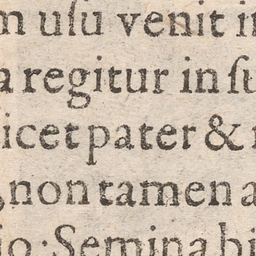 m uſu venit i
a regitur in ſu
icet pater &
, non tamen a
io: Semina bi